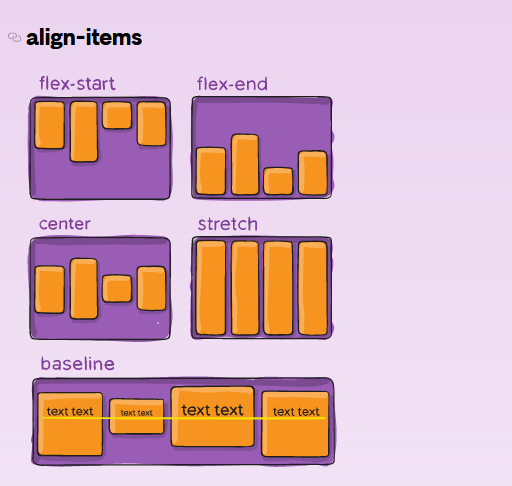 align-items
flex-start
flex-end
center
stretch
baseline
text text
text text
text text
text text